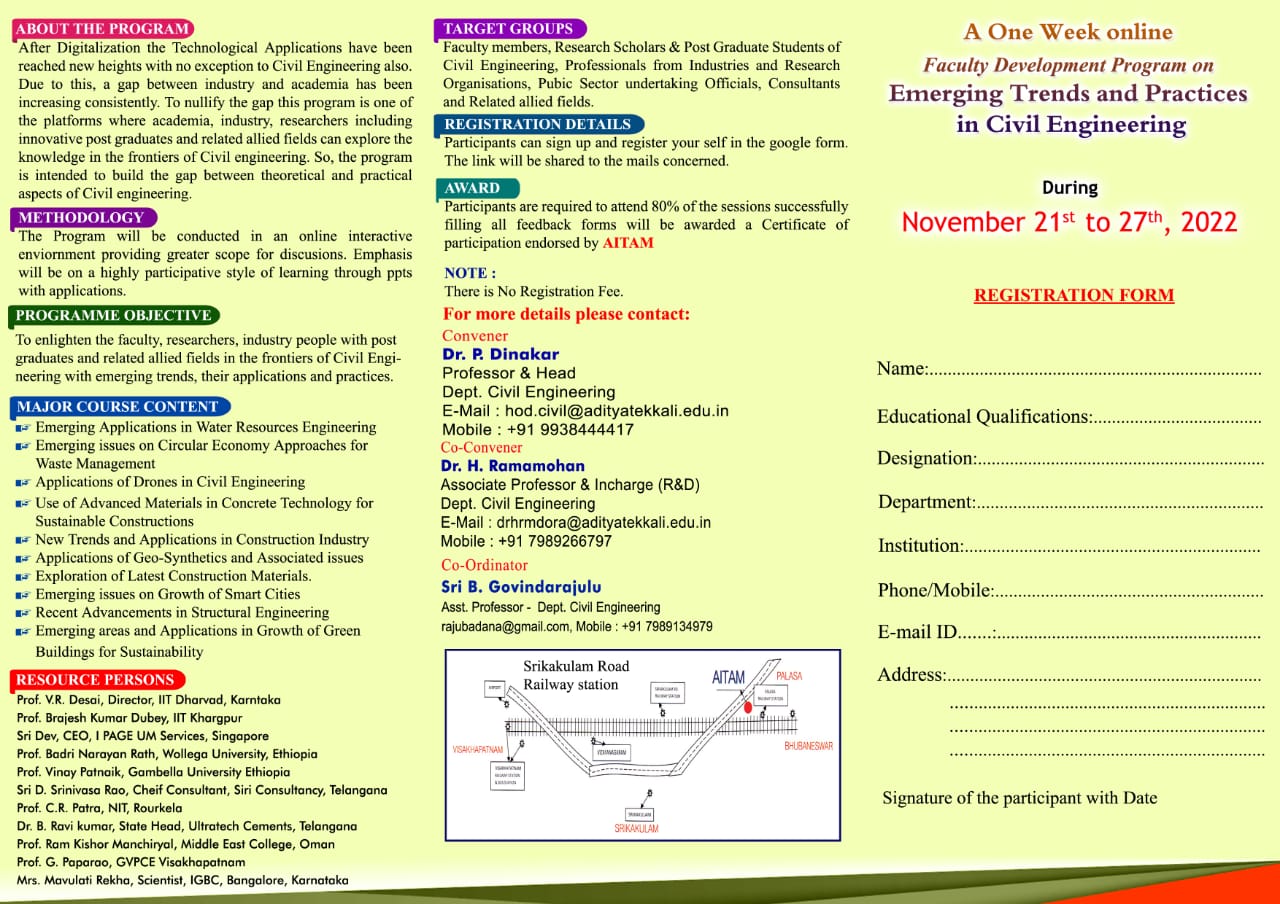 ABOUT THE PROGRAM
After Digitalization the Technological Applications have been
reached new heights with no exception to Civil Engineering also.
Due to this, a gap between industry and academia has been
increasing consistently. To nullify the gap this program is one of
the platforms where academia, industry, researchers including
innovative post graduates and related allied fields can explore the
knowledge in the frontiers of Civil engineering. So, the program
is intended to build the gap between theoretical and practical
aspects of Civil engineering.
METHODOLOGY
The Program will be conducted in an online interactive
enviornment providing greater scope for discusions. Emphasis
will be on a highly participative style of learning through ppts
with applications.
PROGRAMME OBJECTIVE
To enlighten the faculty, researchers, industry people with post
graduates and related allied fields in the frontiers of Civil Engi-
neering with emerging trends, their applications and practices.
MAJOR COURSE CONTENT
Emerging Applications in Water Resources Engineering
Emerging issues on Circular Economy Approaches for
Waste Management
Applications of Drones in Civil Engineering
Use of Advanced Materials in Concrete Technology for
Sustainable Constructions
New Trends and Applications in Construction Industry
Applications of Geo-Synthetics and Associated issues
Exploration of Latest Construction Materials.
Emerging issues on Growth of Smart Cities
Recent Advancements in Structural Engineering
Emerging areas and Applications in Growth of Green
Buildings for Sustainability
RESOURCE PERSONS
Prof. V.R. Desai, Director, IIT Dharvad, Karntaka
Prof. Brajesh Kumar Dubey, IIT Khargpur
Sri Dev, CEO, I PAGE UM Services, Singapore
Prof. Badri Narayan Rath, Wollega University, Ethiopia
Prof. Vinay Patnaik, Gambella University Ethiopia
Sri D. Srinivasa Rao, Cheif Consultant, Siri Consultancy, Telangana
Prof. C.R. Patra, NIT, Rourkela
Dr. B. Ravi kumar, State Head, Ultratech Cements, Telangana
Prof. Ram Kishor Manchiryal, Middle East College, Oman
Prof. G. Paparao, GVPCE Visakhapatnam
Mrs. Mavulati Rekha, Scientist, IGBC, Bangalore, Karnataka
TARGET GROUPS
Faculty members, Research Scholars & Post Graduate Students of
Civil Engineering, Professionals from Industries and Research
Organisations, Pubic Sector undertaking Officials, Consultants
and Related allied fields.
REGISTRATION DETAILS
Participants can sign up and register your self in the google form.
The link will be shared to the mails concerned.
AWARD
Participants are required to attend 80% of the sessions successfully
filling all feedback forms will be awarded a Certificate of
participation endorsed by AITAM
NOTE :
There is No Registration Fee.
For more details please contact:
Convener
Dr. P. Dinakar
Professor & Head
Dept. Civil Engineering
E-Mail : hod.civil@adityatekkali.edu.in
Mobile : +91 9938444417
Co-Convener
Dr. H. Ramamohan
Associate Professor & Incharge (R&D)
Dept. Civil Engineering
E-Mail : drhrmdora@adityatekkali.edu.in
Mobile : +91 7989266797
Co-Ordinator
Sri B. Govindarajulu
Asst. Professor - Dept. Civil Engineering
rajubadana@gmail.com, Mobile : +91 7989134979
Srikakulam Road
Railway station
AITAM
PALASA
VISAKHAPATNAM
BHUBANESWAR
SRIKAKULAM
A One Week online
Faculty Development Program on
Emerging Trends and Practices
in Civil Engineering
During
November 21st to 27th, 2022
REGISTRATION FORM
Name:
Educational Qualifications:
Designation:
Department:
Institution:
Phone/Mobile:
E-mail ID.......:
Address:
Signature of the participant with Date